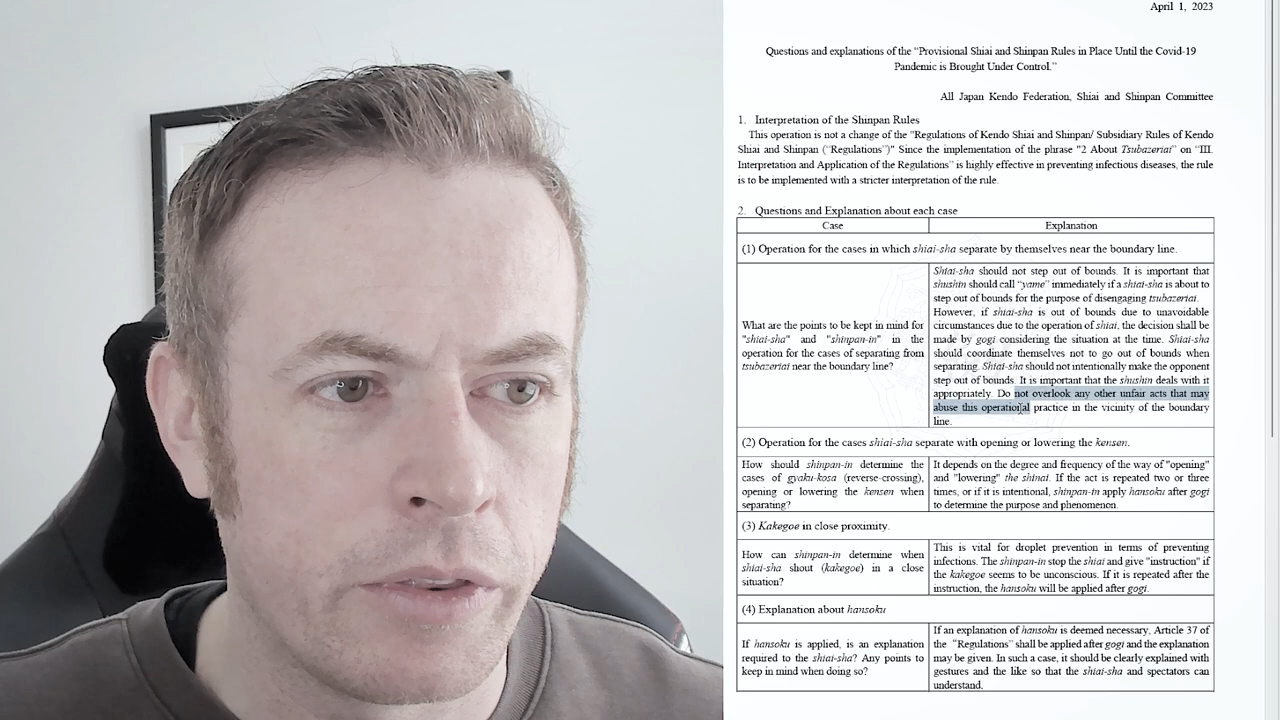 April 1, 2023
Questions and explanations of the “Provisional Shiai and Shinpan Rules in Place Until the Covid-19
Pandemic is Brought Under Control.”
All Japan Kendo Federation, Shiai and Shinpan Committee
1. Interpretation of the Shinpan Rules
This operation is not a change of the "Regulations of Kendo Shiai and Shinpan/ Subsidiary Rules of Kendo
Shiai and Shinpan (“Regulations”)" Since the implementation of the phrase "2 About Tsubazeriai" on “III.
Interpretation and Application of the Regulations” is highly effective in preventing infectious diseases, the rule
is to be implemented with a stricter interpretation of the rule.
2. Questions and Explanation about each case
Case
Explanation
(1) Operation for the cases in which shiai-sha separate by themselves near the boundary line.
What are the points to be kept in mind for
"shiai-sha" and "shinpan-in" in the
operation for the cases of separating from
tsubazeriai near the boundary line?
Shiai-sha should not step out of bounds. It is important that
shushin should call “yame” immediately if a shiai-sha is about to
step out of bounds for the purpose of disengaging tsubazeriai.
However, if shiai-sha is out of bounds due to unavoidable
circumstances due to the operation of shiai, the decision shall be
made by gogi considering the situation at the time. Shiai-sha
should coordinate themselves not to go out of bounds when
separating. Shiai-sha should not intentionally make the opponent
step out of bounds. It is important that the shushin deals with it
appropriately. Do not overlook any other unfair acts that may
abuse this operational practice in the vicinity of the boundary
line.
(2) Operation for the cases shiai-sha separate with opening or lowering the kensen.
How should shinpan-in determine the
cases of gyaku-kosa (reverse-crossing),
opening or lowering the kensen when
separating?
It depends on the degree and frequency of the way of "opening"
and "lowering" the shinai. If the act is repeated two or three
times, or if it is intentional, shinpan-in apply hansoku after gogi
to determine the purpose and phenomenon.
(3) Kakegoe in close proximity.
How can shinpan-in determine when
shiai-sha shout (kakegoe) in a close
situation?
This is vital for droplet prevention in terms of preventing
infections. The shinpan-in stop the shiai and give "instruction" if
the kakegoe seems to be unconscious. If it is repeated after the
instruction, the hansoku will be applied after gogi.
(4) Explanation about hansoku
If hansoku is applied, is an explanation
required to the shiai-sha? Any points to
keep in mind when doing so?
If an explanation of hansoku is deemed necessary, Article 37 of
the “Regulations” shall be applied after gogi and the explanation
may be given. In such a case, it should be clearly explained with
gestures and the like so that the shiai-sha and spectators can
understand.